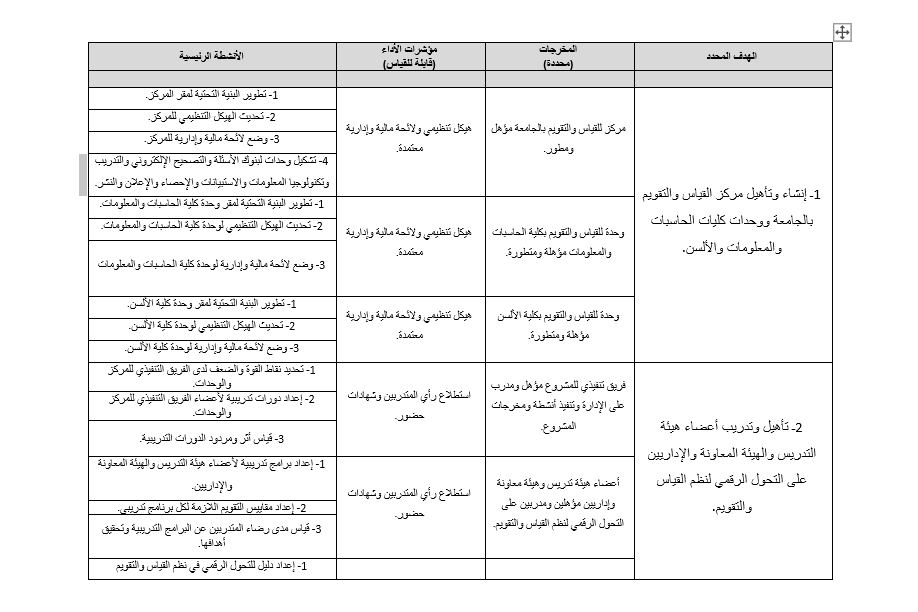 الهدف المحدد
المخرجات
(محددة)
مؤشرات الأداء
(قابلة للقياس)
الأنشطة الرئيسية
1- إنشاء وتأهيل مركز القياس والتقويم
بالجامعة ووحدات كليات الحاسبات
والمعلومات والألسن.
مركز للقياس والتقويم بالجامعة مؤهل
ومطور.
هيكل تنظيمي ولائحة مالية وإدارية
معتمدة.
1- تطوير البنية التحتية لمقر المركز.
2- تحديث الهيكل التنظيمي للمركز.
3- وضع لائحة مالية وإدارية للمركز.
4- تشكيل وحدات لبنوك الأسئلة والتصحيح الإلكتروني والتدريب
وتكنولوجيا المعلومات والاستبيانات والإحصاء والإعلان والنشر.
وحدة للقياس والتقويم بكلية الحاسبات
والمعلومات مؤهلة ومتطورة.
هيكل تنظيمي ولائحة مالية وإدارية
معتمدة.
1- تطوير البنية التحتية لمقر وحدة كلية الحاسبات والمعلومات.
2- تحديث الهيكل التنظيمي لوحدة كلية الحاسبات والمعلومات.
3- وضع لائحة مالية وإدارية لوحدة كلية الحاسبات والمعلومات
وحدة للقياس والتقويم بكلية الألسن
مؤهلة ومتطورة.
هيكل تنظيمي ولائحة مالية وإدارية
معتمدة.
1- تطوير البنية التحتية لمقر وحدة كلية الألسن.
2- تحديث الهيكل التنظيمي لوحدة كلية الألسن.
3- وضع لائحة مالية وإدارية لوحدة كلية الألسن.
2- تأهيل وتدريب أعضاء هيئة
التدريس والهيئة المعاونة والإداريين
على التحول الرقمي لنظم القياس
والتقويم.
فريق تنفيذي للمشروع مؤهل ومدرب
على الإدارة وتنفيذ أنشطة ومخرجات
المشروع.
استطلاع رأي المتدربين وشهادات
حضور.
1- تحديد نقاط القوة والضعف لدى الفريق التنفيذي للمركز
والوحدات.
2- إعداد دورات تدريبية لأعضاء الفريق التنفيذي للمركز
والوحدات.
3- قياس أثر ومردود الدورات التدريبية.
أعضاء هيئة تدريس وهيئة معاونة
وإداريين مؤهلين ومدربين على
التحول الرقمي لنظم القياس والتقويم.
استطلاع رأي المتدربين وشهادات
حضور.
1- إعداد برامج تدريبية لأعضاء هيئة التدريس والهيئة المعاونة
والإداريين.
2- إعداد مقاييس التقويم اللازمة لكل برنامج تدريبي.
3- قياس مدى رضاء المتدربين عن البرامج التدريبية وتحقيق
أهدافها.
1- إعداد دليل للتحول الرقمي في نظم القياس والتقويم